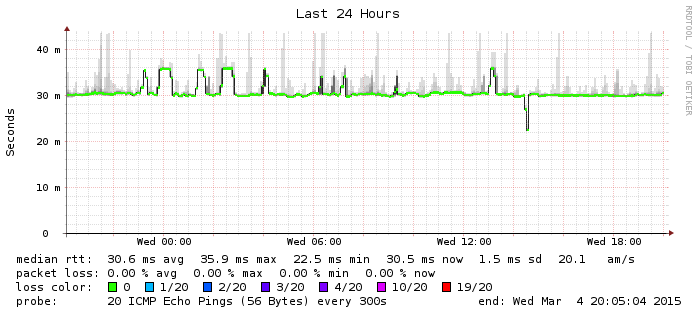 Last 24 Hours
RRDTOOL / TOBI OETIKER
Seconds
40 m
30 m
20 m
10 m
0
Wed 00:00 Wed 06:00 Wed 12:00 Wed 18:00
median rtt: 30.6 ms avg 35.9 ms max 22.5 ms min 30.5 ms now 1.5 ms sd 20.1 am/s
packet loss: 0.00 % avg 0.00 % max 0.00 % min 0.00 % now
loss color: 0 1/20 2/20 3/20 4/20 10/20 19/20
probe: 20 ICMP Echo Pings (56 Bytes) every 300s end: Wed Mar 4 20:05:04 2015